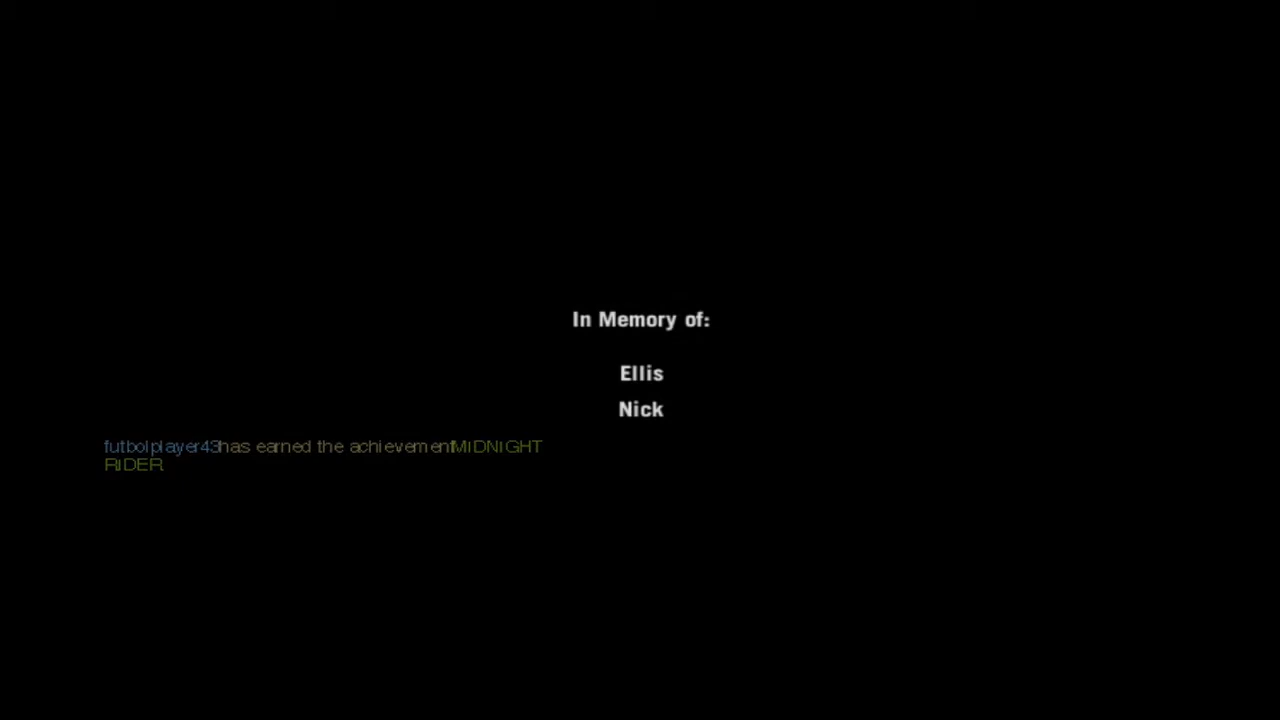 In Memory of:
Ellis
Nick
futbolplayer43has earned the achievementMIDNIGHT
RIDER